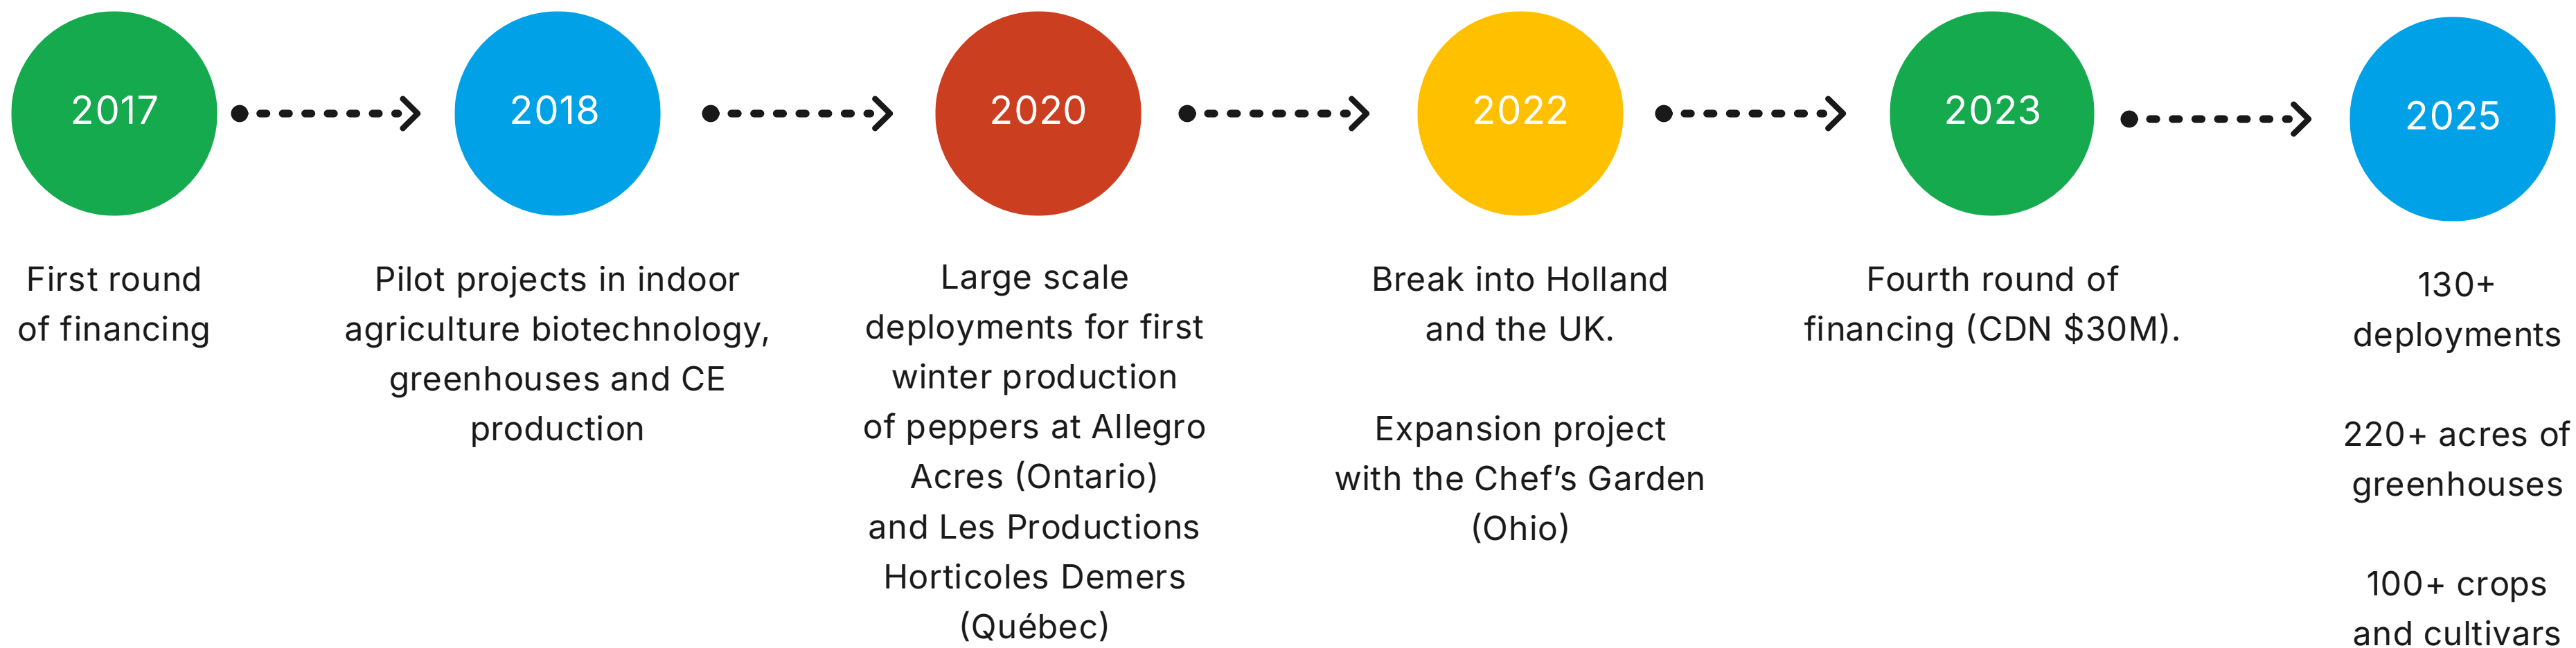 2017
First round
of financing
2018
Pilot projects in indoor
agriculture biotechnology,
greenhouses and CE
production
2020
Large scale
deployments for first
winter production
of peppers at Allegro
Acres (Ontario)
and Les Productions
Horticoles Demers
(Québec)
2022
Break into Holland
and the UK.
Expansion project
with the Chef’s Garden
(Ohio)
2023
Fourth round of
financing (CDN $30M).
2025
130+
deployments
220+ acres of
greenhouses
100+ crops
and cultivars